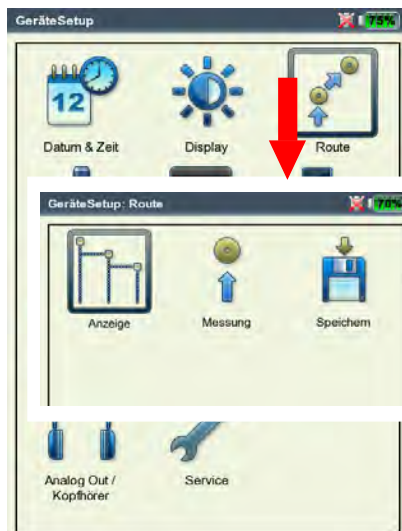 GeräteSetup
75%
12
Datum & Zeit
Display
Route
GeräteSetup: Route
70%
Anzeige
Messung
Speichern
Analog Out /
Kopfhörer
Service